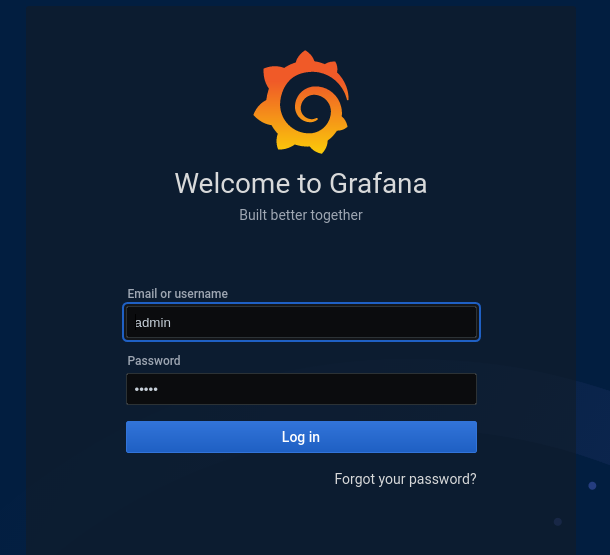 Welcome to Grafana
Built better together
Email or username
admin
Password
•••••
Log in
Forgot your password?